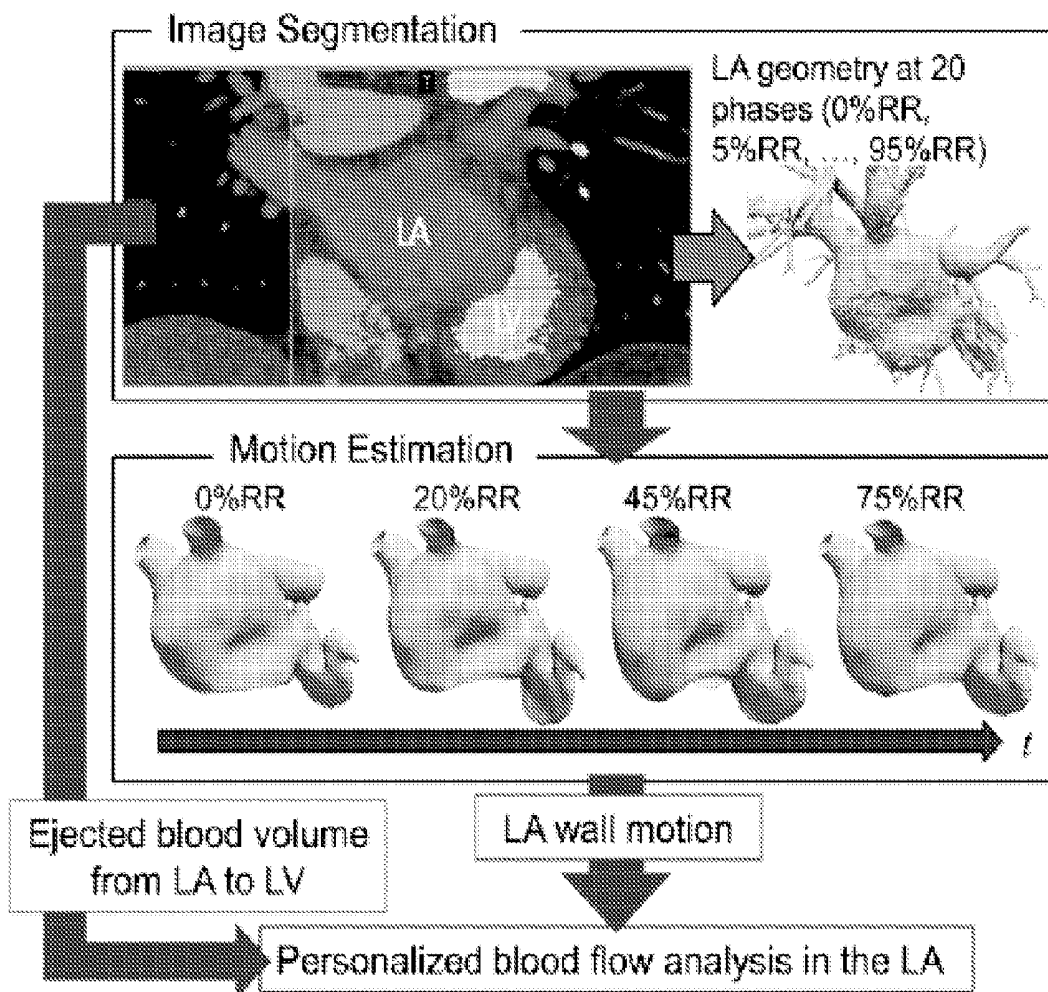 Image Segmentation
LA geometry at 20
phases (0%RR,
5%RR, ..., 95%RR)
LA
LV
Motion Estimation
0%RR
20%RR
45%RR
75%RR
t
Ejected blood volume
from LA to LV
LA wall motion
Personalized blood flow analysis in the LA